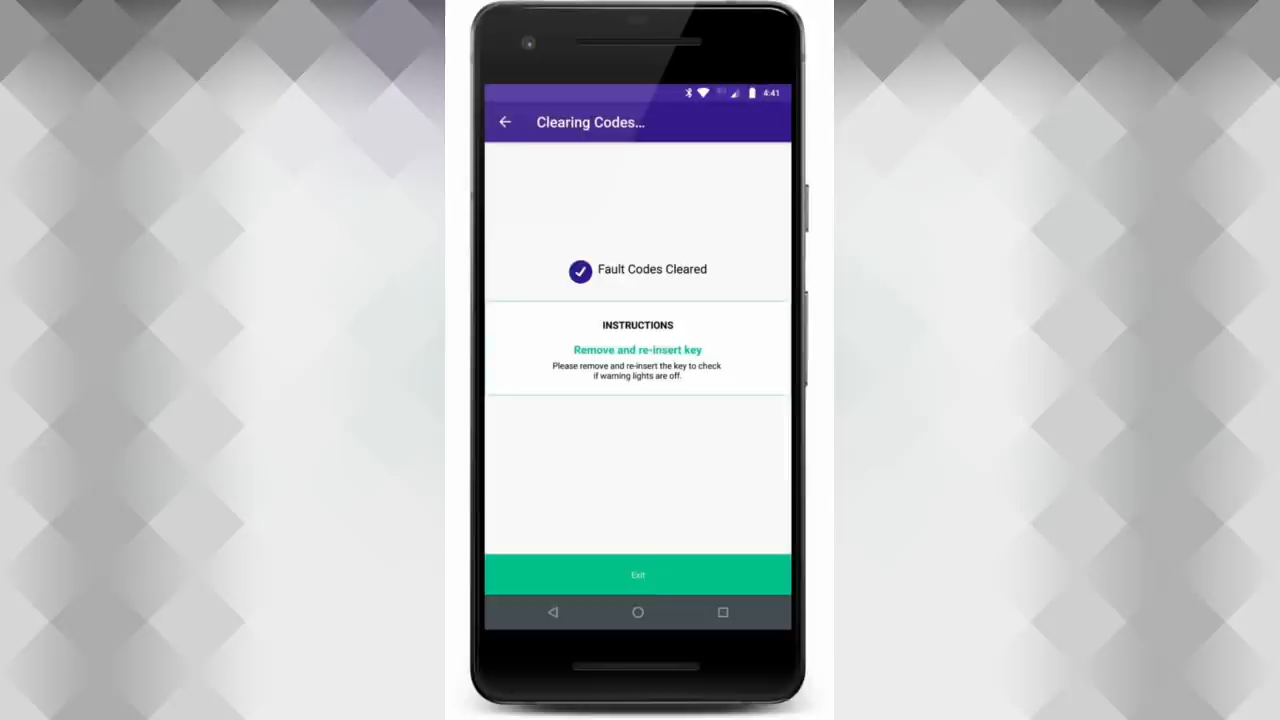 4:41
Clearing Codes...
Fault Codes Cleared
INSTRUCTIONS
Remove and re-insert key
Please remove and re-insert the key to check
if warning lights are off.
Exit